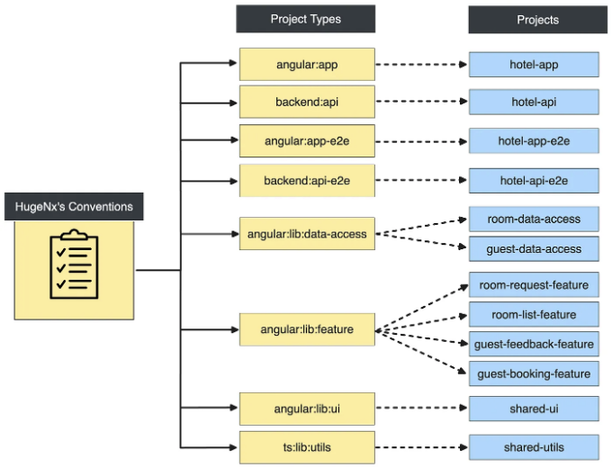 Project Types
Projects
HugeNx's Conventions
angular:app
hotel-app
backend:api
hotel-api
angular:app-e2e
hotel-app-e2e
backend:api-e2e
hotel-api-e2e
angular:lib:data-access
room-data-access
guest-data-access
angular:lib:feature
room-request-feature
room-list-feature
guest-feedback-feature
guest-booking-feature
angular:lib:ui
shared-ui
ts:lib:utils
shared-utils